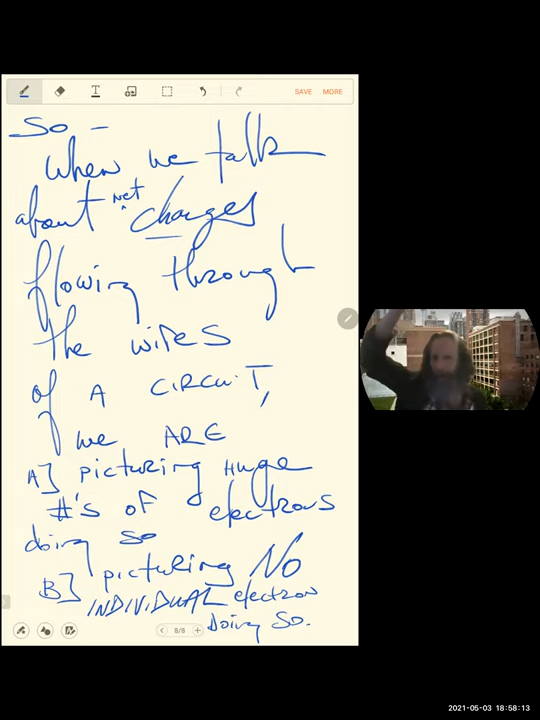 T
SAVE MORE
So -
when we talk
about net charges
flowing through
the wires
of A CIRCUIT,
we ARE
A] picturing HUGE
#'s OF electrons
doing so
B] picturing NO
INDIVIDUAL electron
Doing So.
8/8
2021-05-03 18:58:13